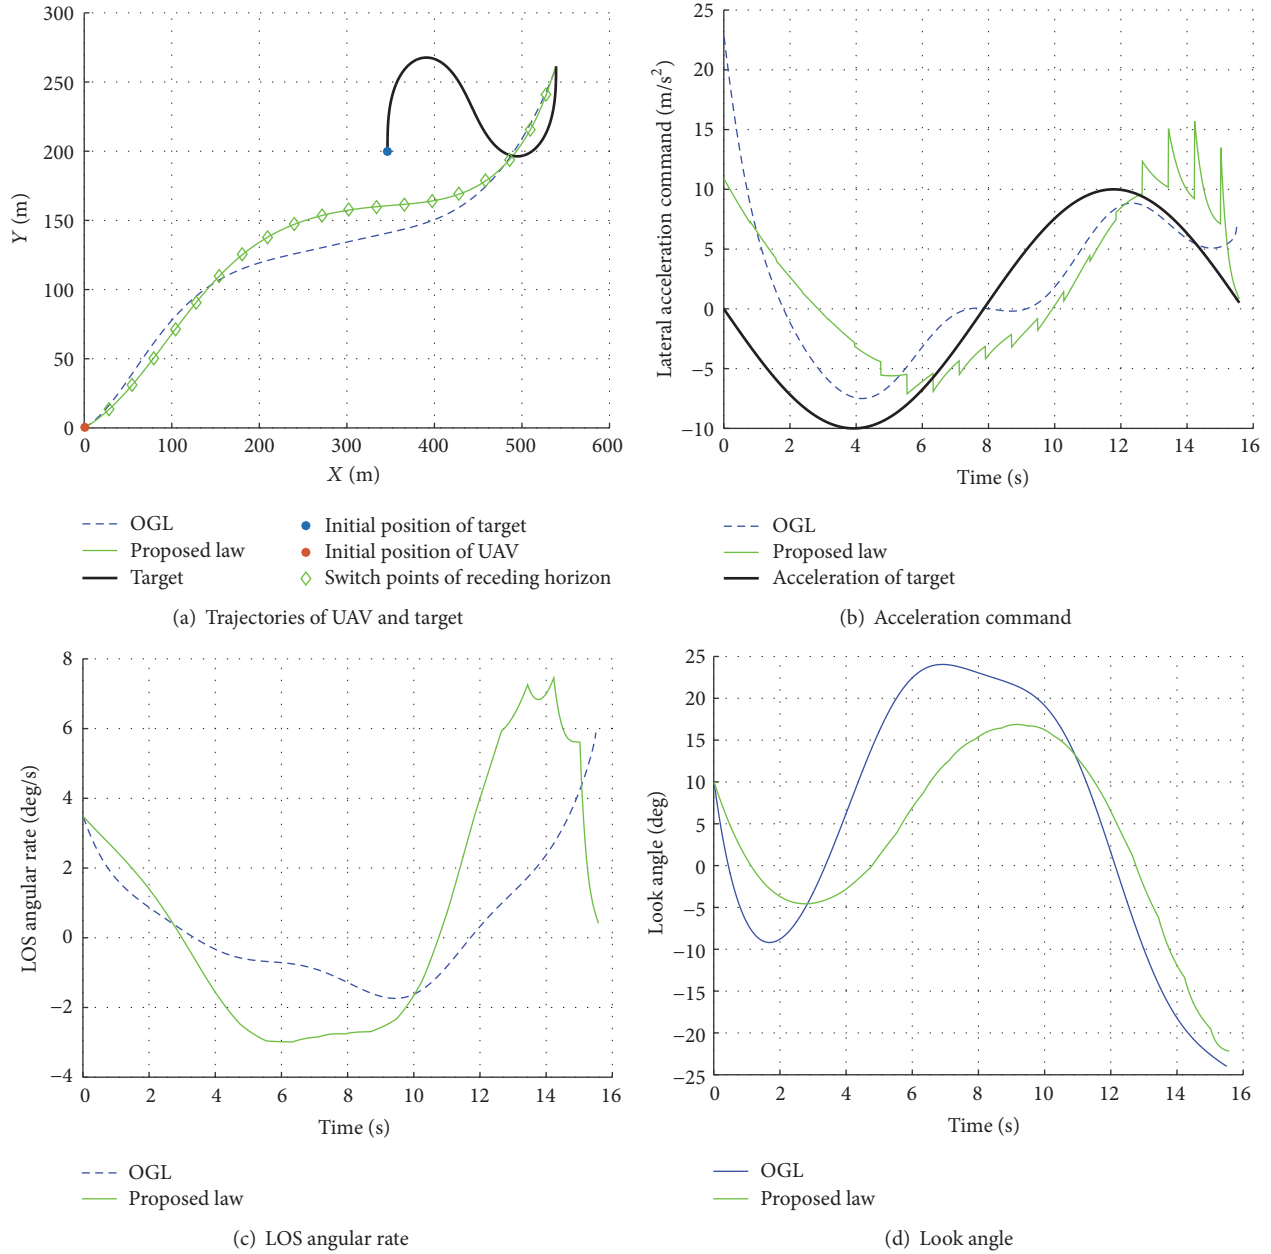 300
250
200
150
100
50
0
Y (m)
0 100 200 300 400 500 600
X (m)
OGL
Proposed law
Target
Initial position of target
Initial position of UAV
Switch points of receding horizon
(a) Trajectories of UAV and target
25
20
15
10
5
0
−5
−10
Lateral acceleration command (m/s²)
0 2 4 6 8 10 12 14 16
Time (s)
OGL
Proposed law
Acceleration of target
(b) Acceleration command
8
6
4
2
0
−2
−4
LOS angular rate (deg/s)
0 2 4 6 8 10 12 14 16
Time (s)
OGL
Proposed law
(c) LOS angular rate
25
20
15
10
5
0
−5
−10
−15
−20
−25
Look angle (deg)
0 2 4 6 8 10 12 14 16
Time (s)
OGL
Proposed law
(d) Look angle